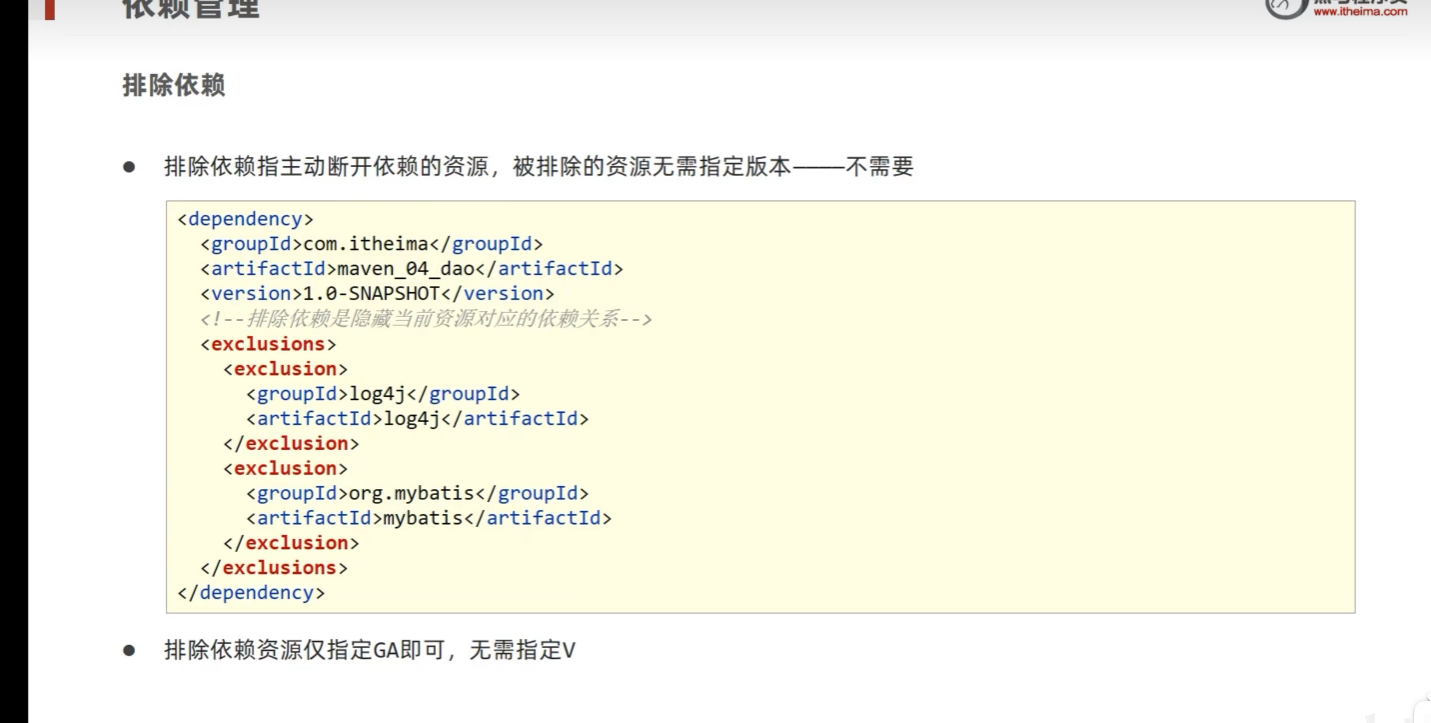 依赖管理
www.itheima.com
排除依赖
● 排除依赖指主动断开依赖的资源，被排除的资源无需指定版本————不需要
<dependency>
  <groupId>com.itheima</groupId>
  <artifactId>maven_04_dao</artifactId>
  <version>1.0-SNAPSHOT</version>
  <!--排除依赖是隐藏当前资源对应的依赖关系-->
  <exclusions>
    <exclusion>
      <groupId>log4j</groupId>
      <artifactId>log4j</artifactId>
    </exclusion>
    <exclusion>
      <groupId>org.mybatis</groupId>
      <artifactId>mybatis</artifactId>
    </exclusion>
  </exclusions>
</dependency>
● 排除依赖资源仅指定GA即可，无需指定V